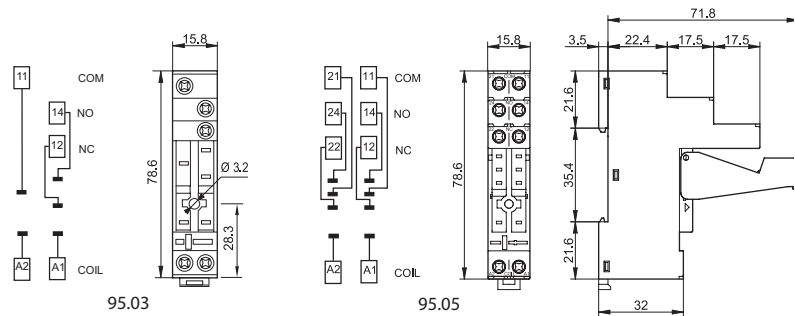 11 COM
14 NO
12 NC
A2 A1 COIL
15.8
78.6
Ø 3,2
28.3
95.03
21 11 COM
24 14 NO
22 12 NC
A2 A1 COIL
15.8
78.6
95.05
71.8
3.5 22.4 17.5 17.5
21.6
35.4
21.6
32